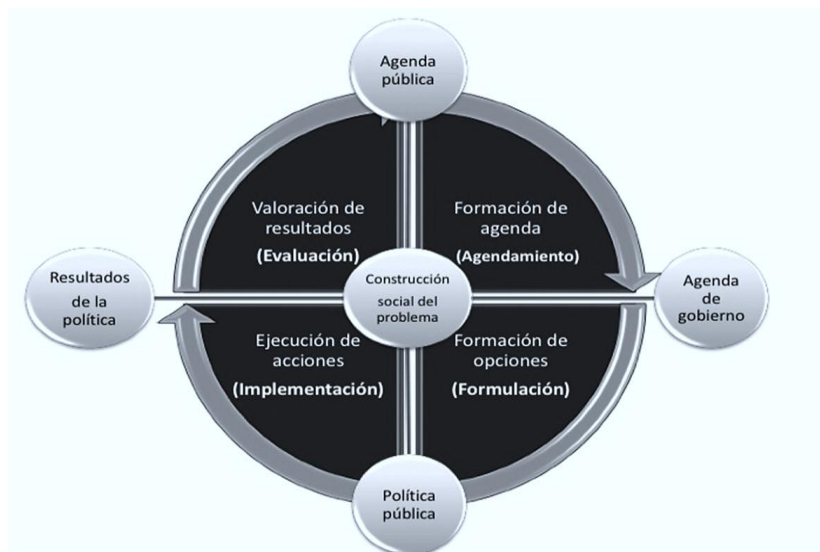 Agenda
pública
Valoración de
resultados
(Evaluación)
Formación de
agenda
(Agendamiento)
Resultados
de la
política
Construcción
social del
problema
Agenda
de
gobierno
Ejecución de
acciones
(Implementación)
Formación de
opciones
(Formulación)
Política
pública